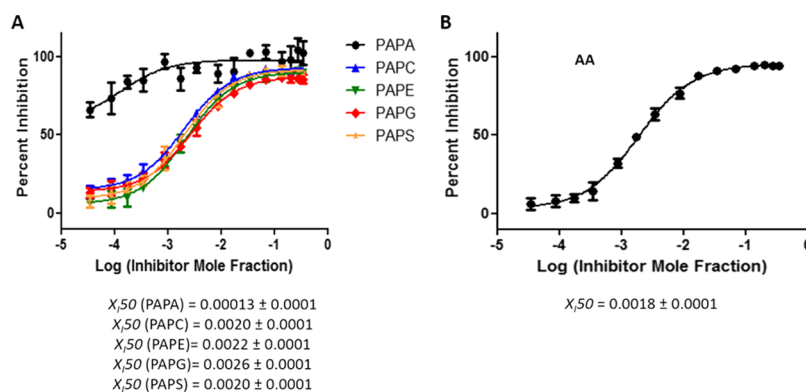 A
Percent Inhibition
100
50
0
-5 -4 -3 -2 -1 0
Log (Inhibitor Mole Fraction)
PAPA
PAPC
PAPE
PAPG
PAPS
XI50 (PAPA) = 0.00013 ± 0.0001
XI50 (PAPC) = 0.0020 ± 0.0001
XI50 (PAPE)= 0.0022 ± 0.0001
XI50 (PAPG)= 0.0026 ± 0.0001
XI50 (PAPS) = 0.0020 ± 0.0001
B
AA
Percent Inhibition
100
50
0
-5 -4 -3 -2 -1 0
Log (Inhibitor Mole Fraction)
XI50 = 0.0018 ± 0.0001